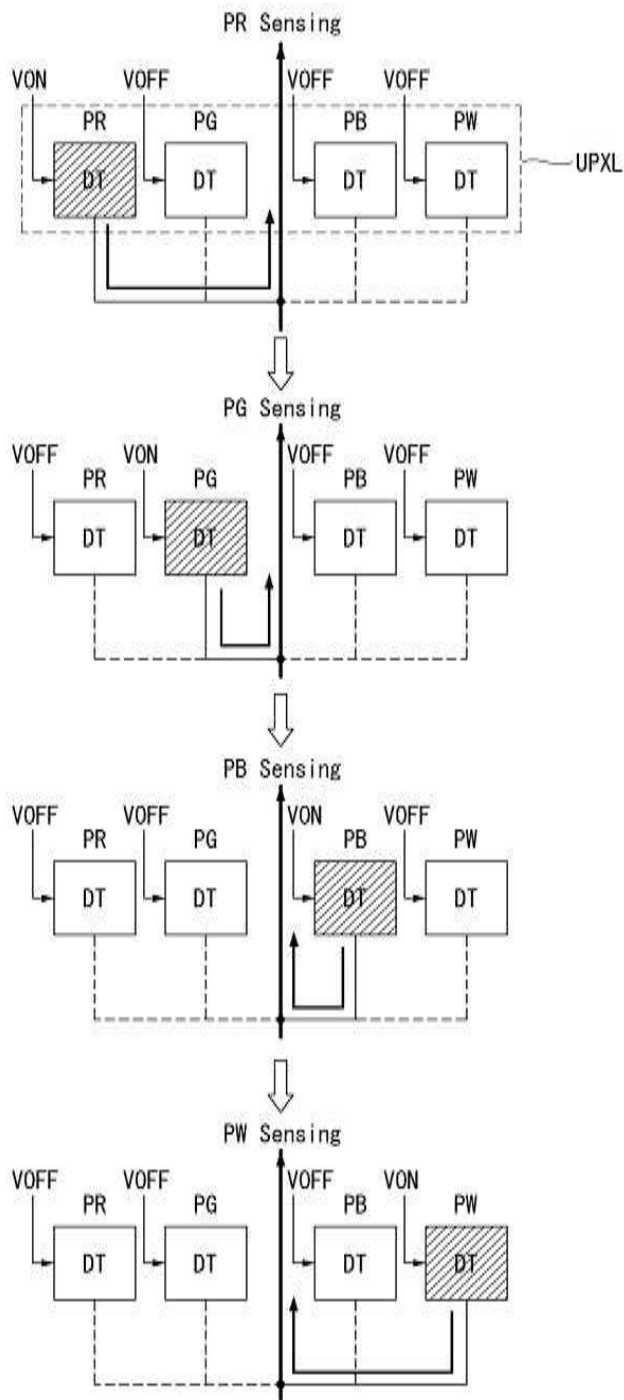 PR Sensing
VON VOFF VOFF VOFF
PR PG PB PW
DT DT DT DT
UPXL
PG Sensing
VOFF VON VOFF VOFF
PR PG PB PW
DT DT DT DT
PB Sensing
VOFF VOFF VON VOFF
PR PG PB PW
DT DT DT DT
PW Sensing
VOFF VOFF VOFF VON
PR PG PB PW
DT DT DT DT